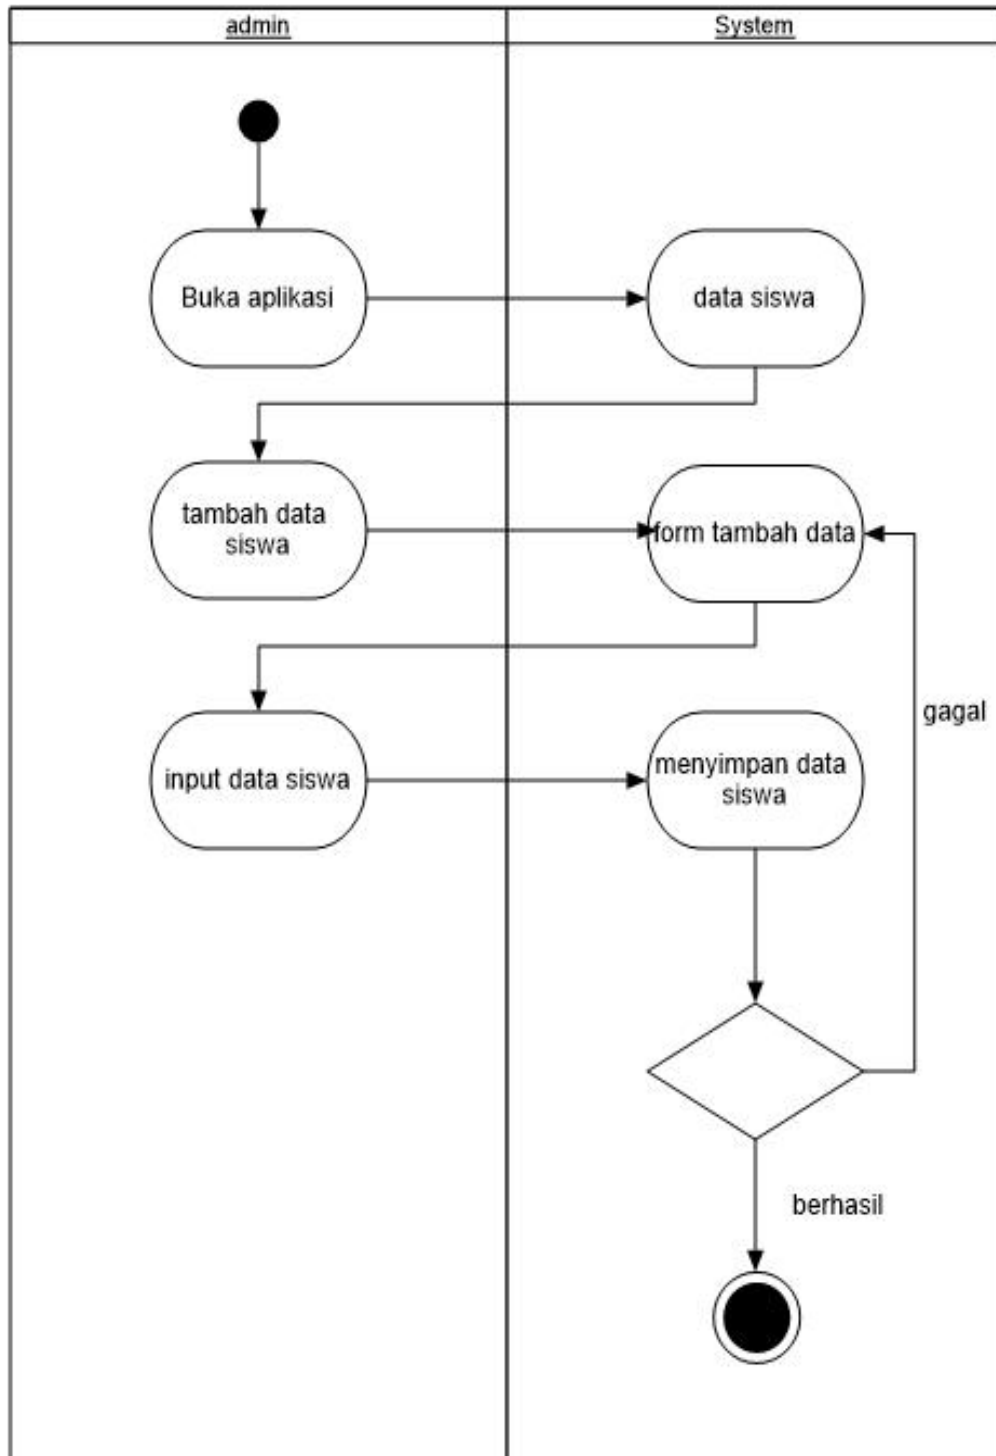 admin
System
Buka aplikasi
data siswa
tambah data
siswa
form tambah data
gagal
input data siswa
menyimpan data
siswa
berhasil